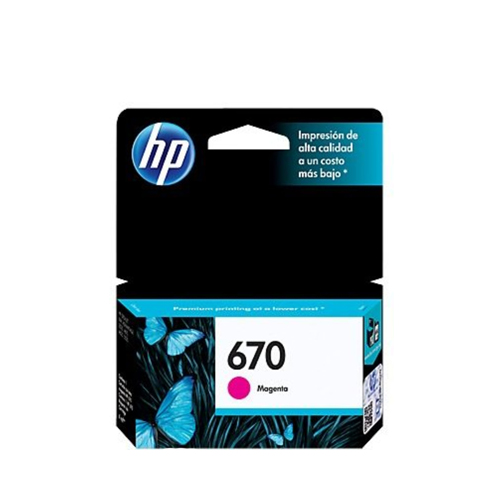 hp
Impresión de
alta calidad
a un costo
más bajo *
Premium printing at a lower cost *
670
Magenta